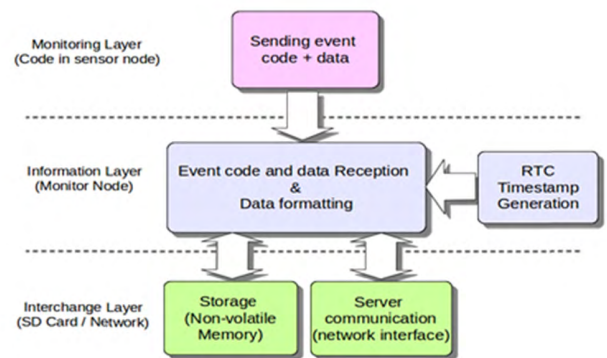 Monitoring Layer
(Code in sensor node)
Sending event
code + data
Information Layer
(Monitor Node)
Event code and data Reception
&
Data formatting
RTC
Timestamp
Generation
Interchange Layer
(SD Card / Network)
Storage
(Non-volatile
Memory)
Server
communication
(network interface)